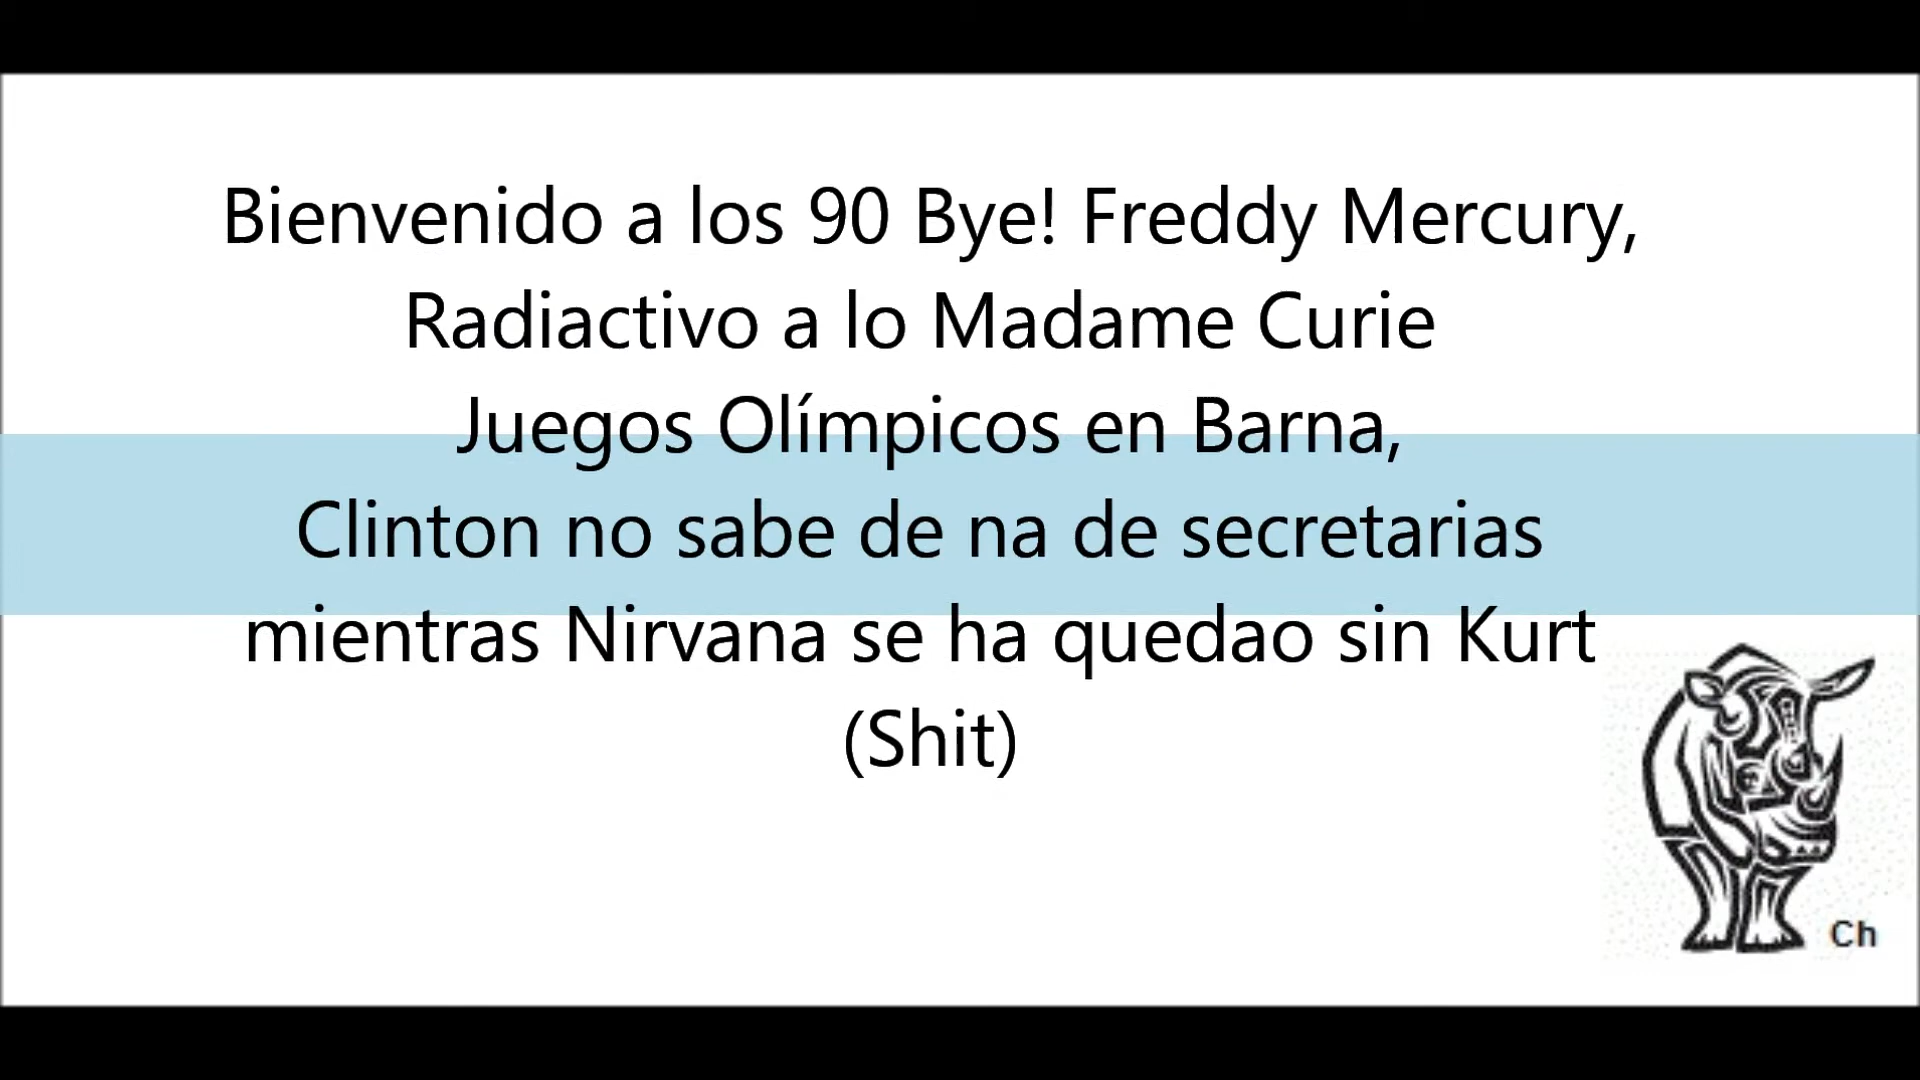 Bienvenido a los 90 Bye! Freddy Mercury,
Radiactivo a lo Madame Curie
Juegos Olímpicos en Barna,
Clinton no sabe de na de secretarias
mientras Nirvana se ha quedao sin Kurt
(Shit)
Ch